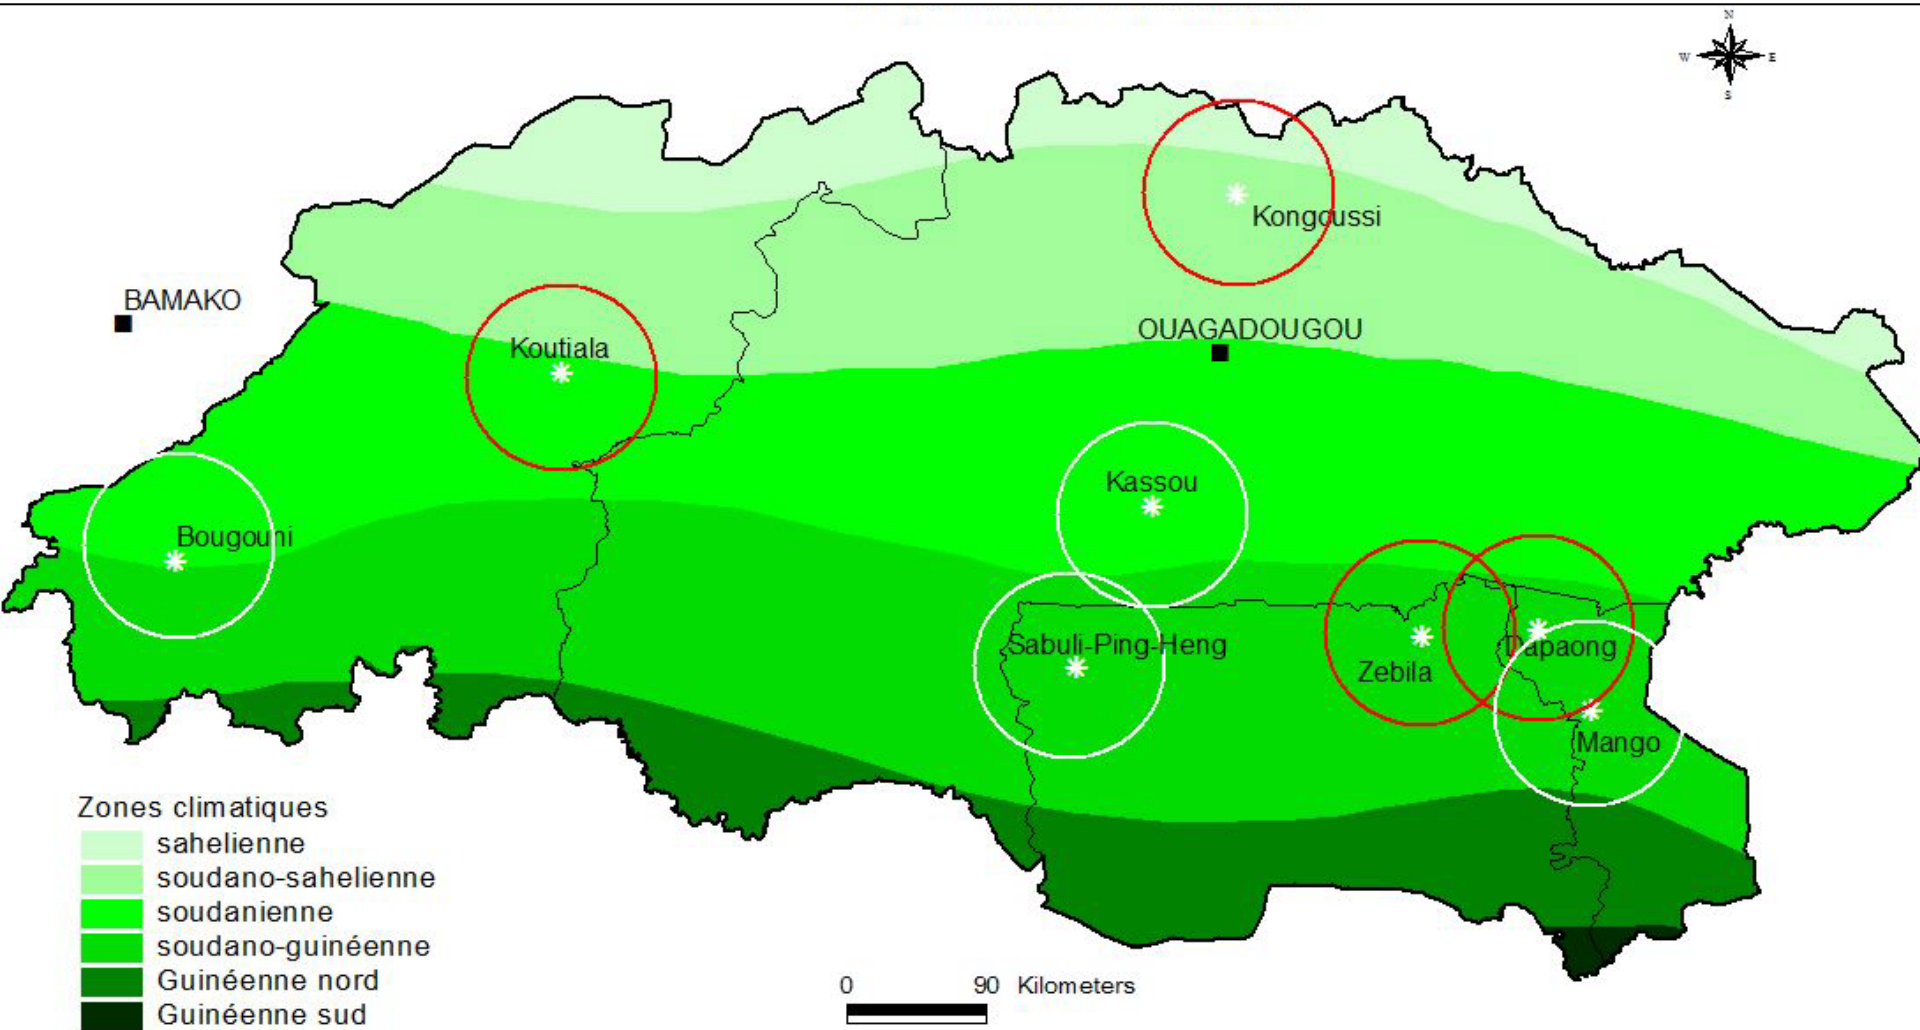 N
W E
S
Kongoussi
BAMAKO
OUAGADOUGOU
Koutiala
Kassou
Bougouni
Sabuli-Ping-Heng
Dapaong
Zebila
Mango
Zones climatiques
sahelienne
soudano-sahelienne
soudanienne
soudano-guinéenne
Guinéenne nord
Guinéenne sud
0 90 Kilometers